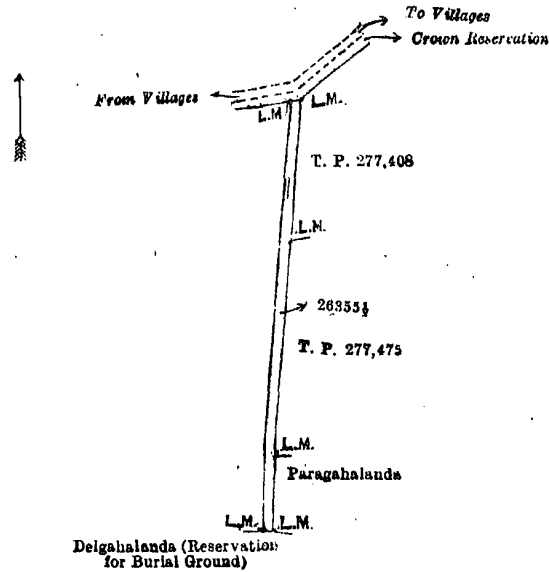 To Villages
Crown Reservation
From Villages
L.M. L.M.
T. P. 277,408
L.M.
26355½
T. P. 277,475
L.M.
Paragahalanda
L.M. L.M.
Delgahalanda (Reservation
for Burial Ground)